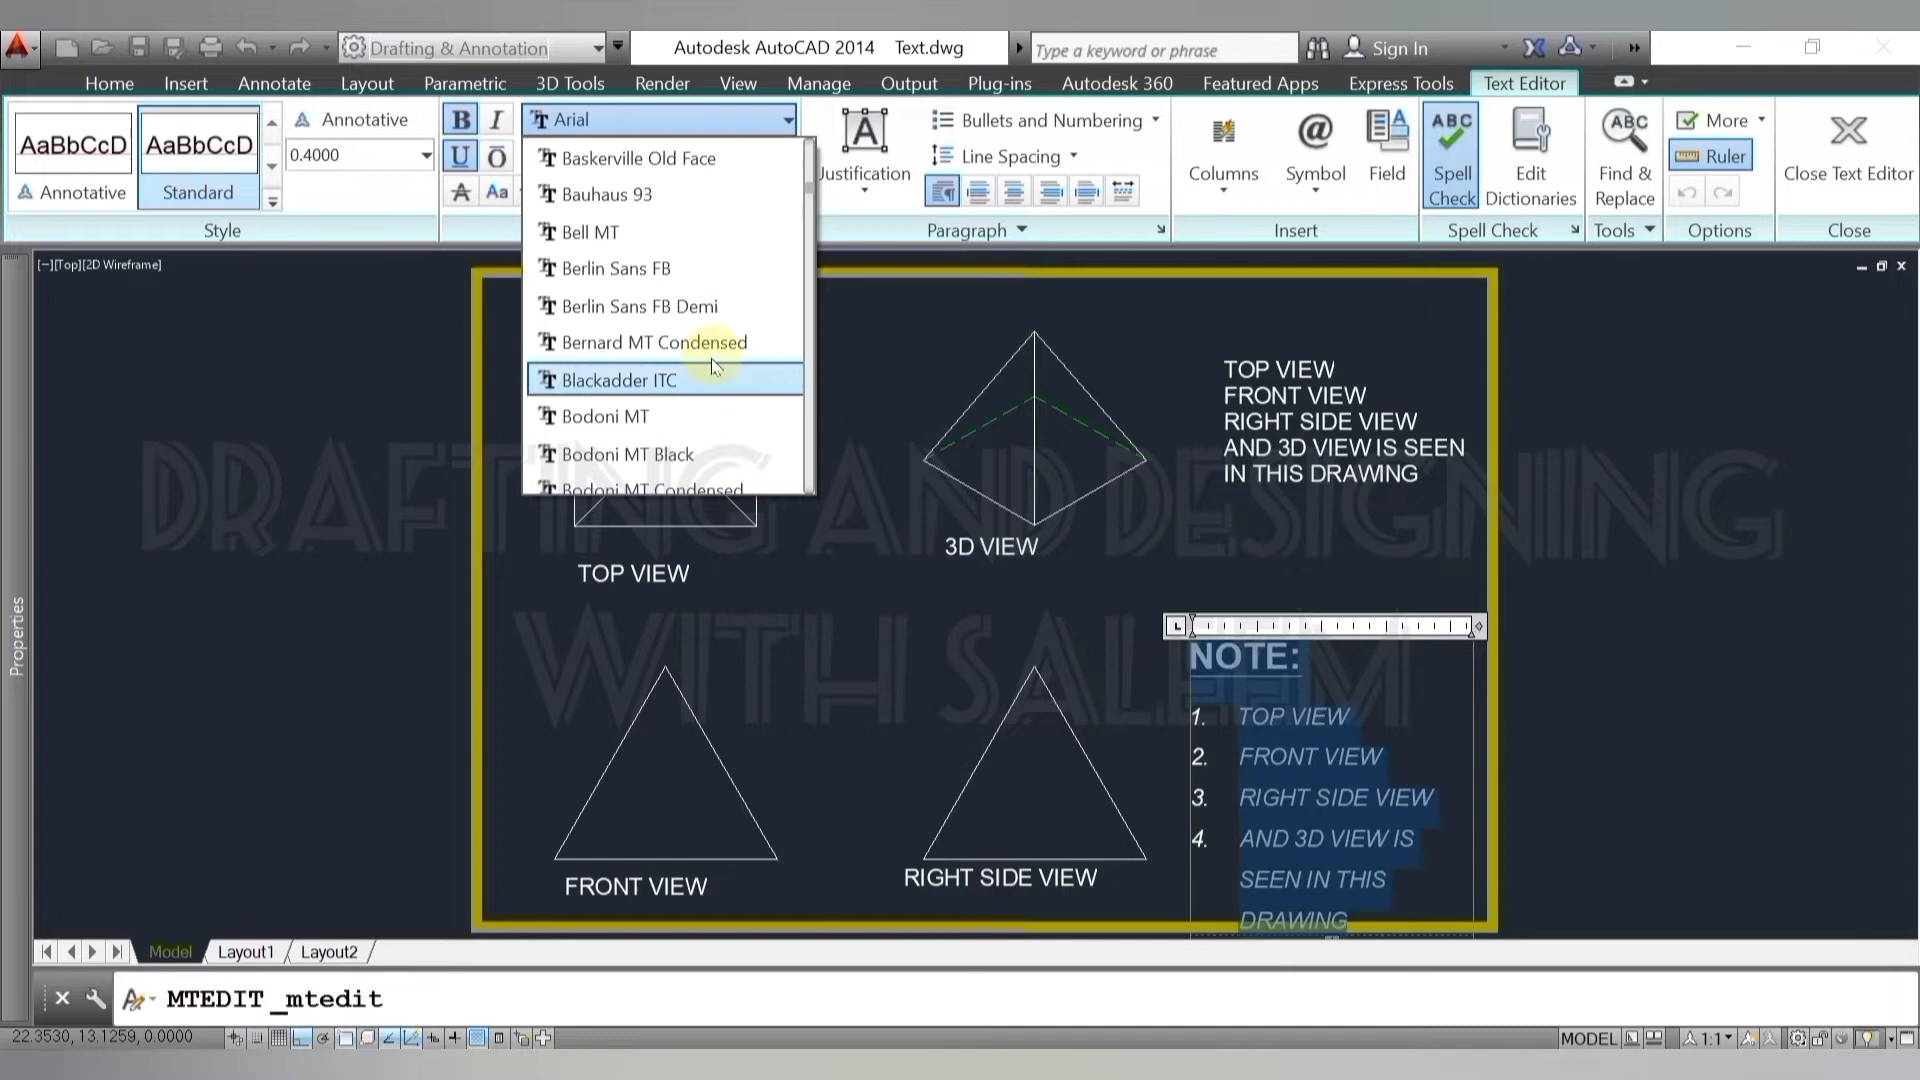 Drafting & Annotation
Autodesk AutoCAD 2014 Text.dwg
Type a keyword or phrase
Sign In
Home Insert Annotate Layout Parametric 3D Tools Render View Manage Output Plug-ins Autodesk 360 Featured Apps Express Tools Text Editor
AaBbCcD AaBbCcD
Annotative Standard
Annotative
0.4000
Style
B I
U O
A Aa
Arial
Baskerville Old Face
Bauhaus 93
Bell MT
Berlin Sans FB
Berlin Sans FB Demi
Bernard MT Condensed
Blackadder ITC
Bodoni MT
Bodoni MT Black
Bodoni MT Condensed
A
Justification
Bullets and Numbering
Line Spacing
Paragraph
Columns
@
Symbol
Field
Insert
ABC
Spell
Check
Edit
Dictionaries
Spell Check
ABC
Find &
Replace
Tools
More
Ruler
Options
Close Text Editor
Close
[−][Top][2D Wireframe]
Properties
DRAFTING AND DESIGNING
WITH SALEEM
TOP VIEW
FRONT VIEW
RIGHT SIDE VIEW
AND 3D VIEW IS SEEN
IN THIS DRAWING
3D VIEW
TOP VIEW
FRONT VIEW
RIGHT SIDE VIEW
L
NOTE:
1. TOP VIEW
2. FRONT VIEW
3. RIGHT SIDE VIEW
4. AND 3D VIEW IS
SEEN IN THIS
DRAWING
Model Layout1 Layout2
MTEDIT _mtedit
22.3530, 13.1259, 0.0000
MODEL
1:1